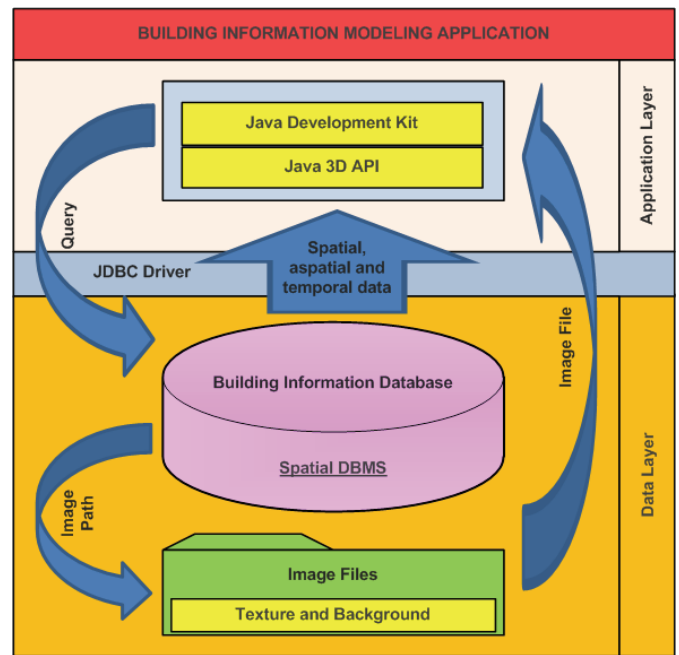 BUILDING INFORMATION MODELING APPLICATION
Java Development Kit
Java 3D API
Application Layer
Query
JDBC Driver
Spatial,
aspatial and
temporal data
Image File
Building Information Database
Spatial DBMS
Data Layer
Image
Path
Image Files
Texture and Background